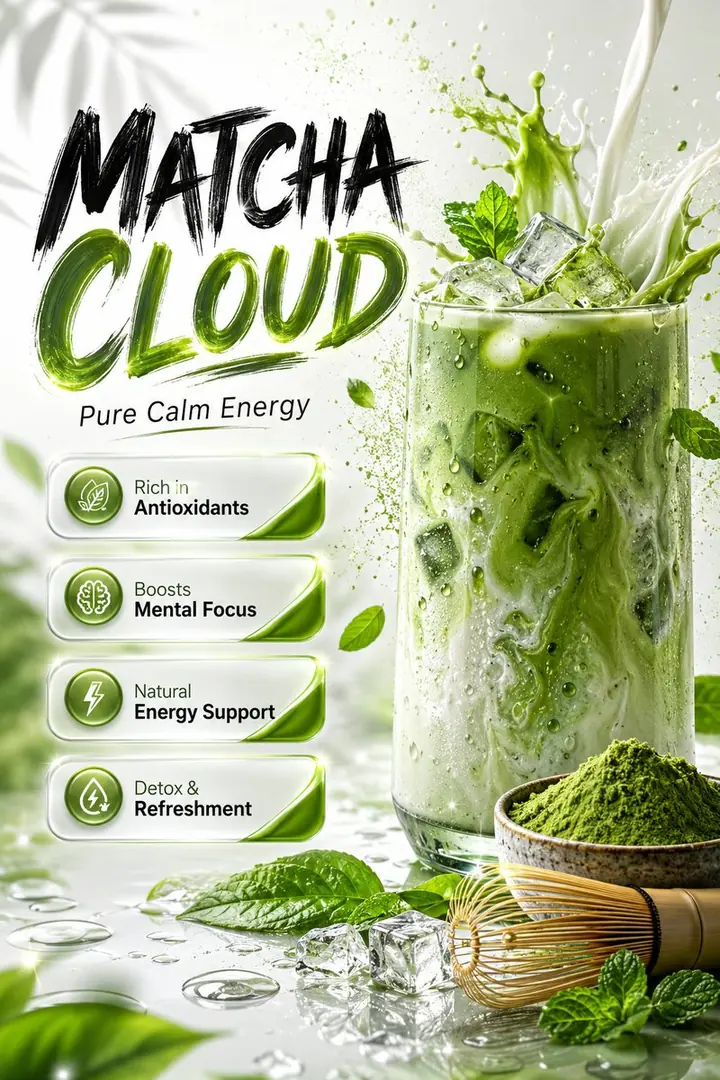 MATCHA
CLOUD
Pure Calm Energy
Rich in
Antioxidants
Boosts
Mental Focus
Natural
Energy Support
Detox &
Refreshment